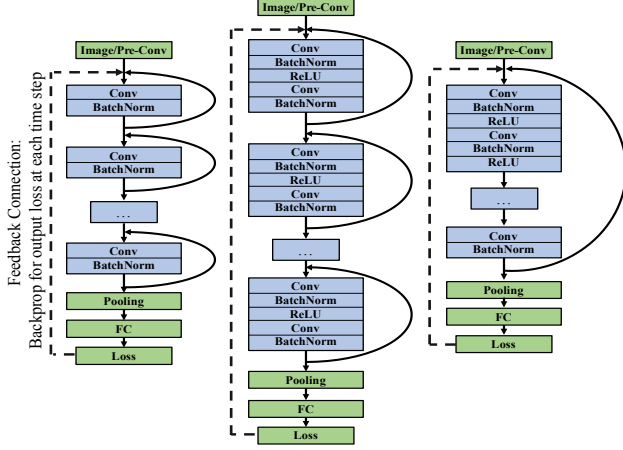 Feedback Connection:
Backprop for output loss at each time step
Image/Pre-Conv
Conv
BatchNorm
Conv
BatchNorm
...
Conv
BatchNorm
Pooling
FC
Loss
Image/Pre-Conv
Conv
BatchNorm
ReLU
Conv
BatchNorm
Conv
BatchNorm
ReLU
Conv
BatchNorm
...
Conv
BatchNorm
ReLU
Conv
BatchNorm
Pooling
FC
Loss
Image/Pre-Conv
Conv
BatchNorm
ReLU
Conv
BatchNorm
ReLU
...
Conv
BatchNorm
Pooling
FC
Loss